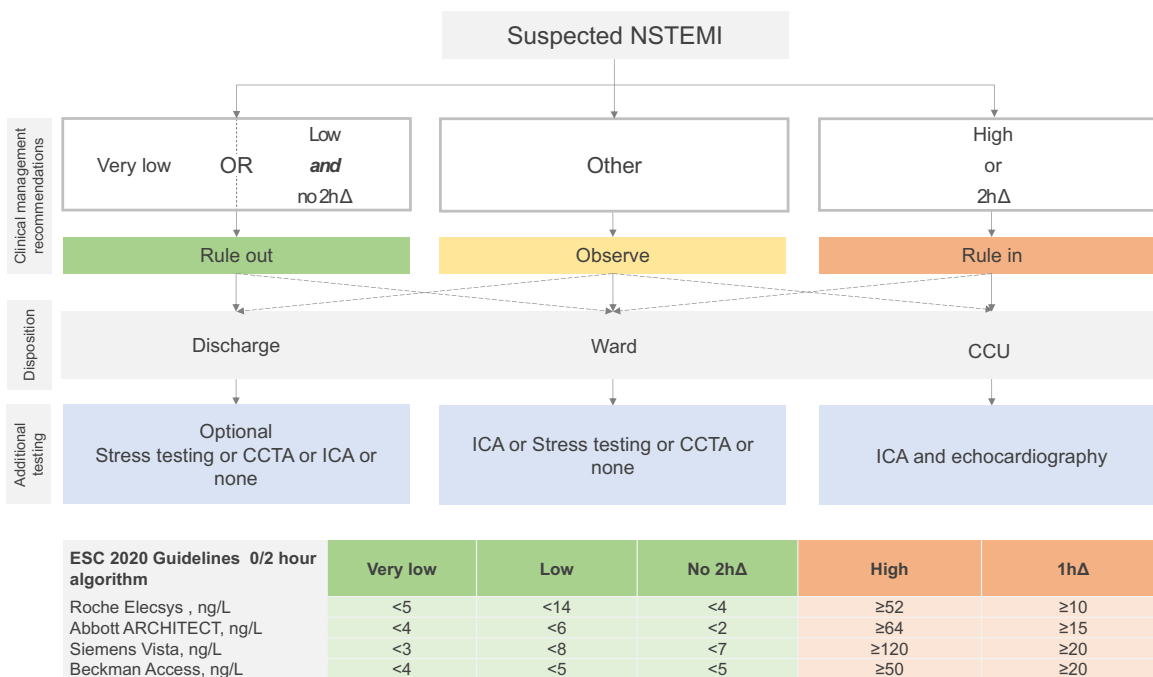 Suspected NSTEMI
Clinical management
recommendations
Very low
OR
Low
and
no 2h∆
Other
High
or
2h∆
Rule out
Observe
Rule in
Disposition
Discharge
Ward
CCU
Additional
testing
Optional
Stress testing or CCTA or ICA or
none
ICA or Stress testing or CCTA or
none
ICA and echocardiography
ESC 2020 Guidelines 0/2 hour
algorithm
Very low Low No 2h∆ High 1h∆
Roche Elecsys , ng/L <5 <14 <4 ≥52 ≥10
Abbott ARCHITECT, ng/L <4 <6 <2 ≥64 ≥15
Siemens Vista, ng/L <3 <8 <7 ≥120 ≥20
Beckman Access, ng/L <4 <5 <5 ≥50 ≥20